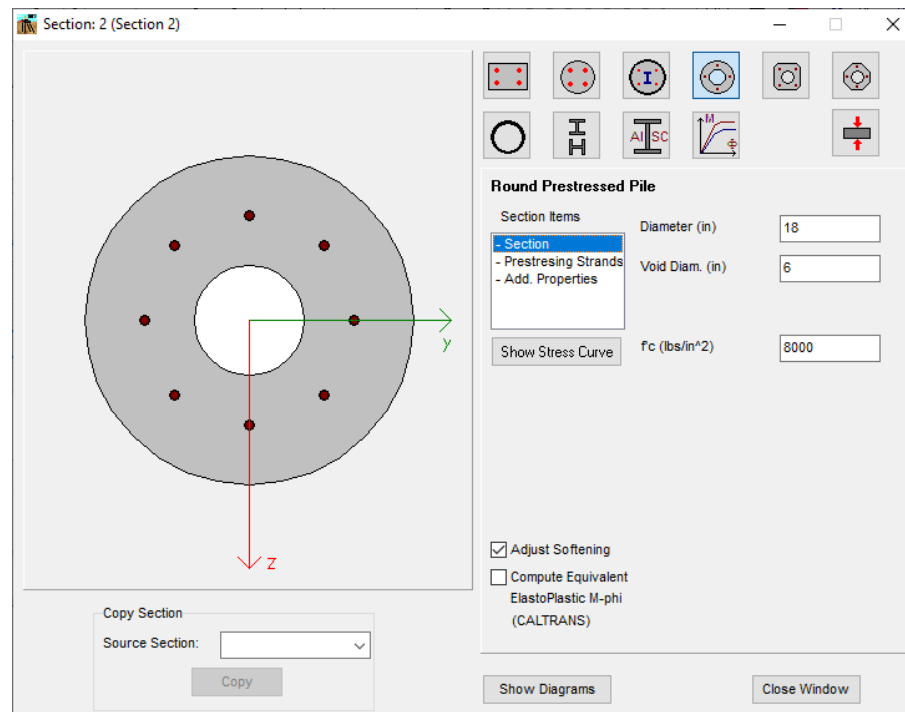 Section: 2 (Section 2)
I
I
H
AISC
M
Φ
Round Prestressed Pile
Section Items
- Section
- Prestresing Strands
- Add. Properties
Diameter (in)
18
Void Diam. (in)
6
Show Stress Curve
f'c (lbs/in^2)
8000
y
z
Adjust Softening
Compute Equivalent
ElastoPlastic M-phi
(CALTRANS)
Copy Section
Source Section:
Copy
Show Diagrams
Close Window